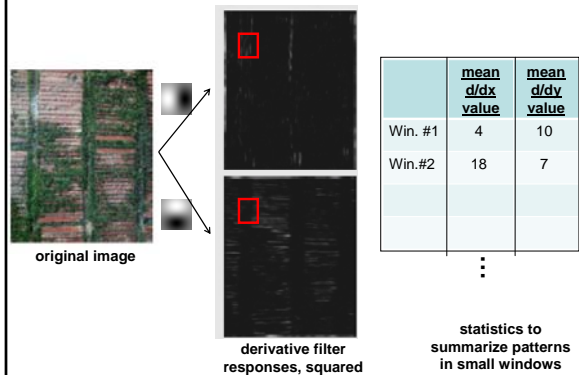 original image
derivative filter
responses, squared
mean
d/dx
value
mean
d/dy
value
Win. #1 4 10
Win.#2 18 7
⋮
statistics to
summarize patterns
in small windows